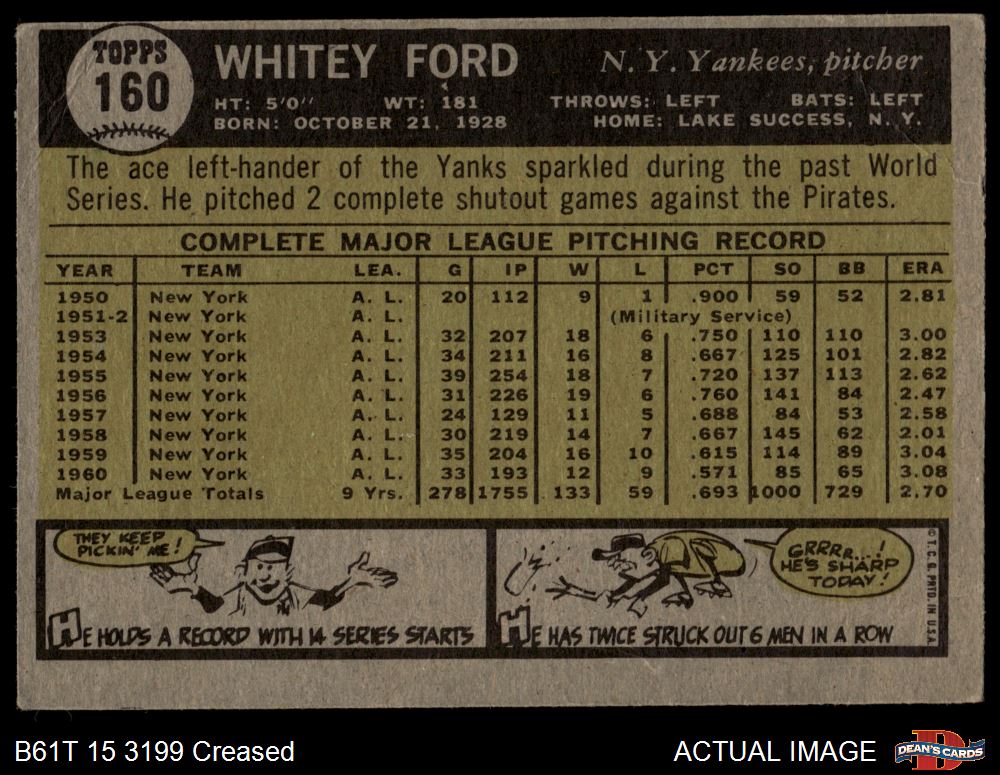 TOPPS
160
WHITEY FORD
N. Y. Yankees, pitcher
HT: 5'0" WT: 181 THROWS: LEFT BATS: LEFT
BORN: OCTOBER 21, 1928 HOME: LAKE SUCCESS, N. Y.
The ace left-hander of the Yanks sparkled during the past World
Series. He pitched 2 complete shutout games against the Pirates.
COMPLETE MAJOR LEAGUE PITCHING RECORD
YEAR TEAM LEA. G IP W L PCT SO BB ERA
1950 New York A. L. 20 112 9 1 .900 59 52 2.81
1951-2 New York A. L. (Military Service)
1953 New York A. L. 32 207 18 6 .750 110 110 3.00
1954 New York A. L. 34 211 16 8 .667 125 101 2.82
1955 New York A. L. 39 254 18 7 .720 137 113 2.62
1956 New York A. L. 31 226 19 6 .760 141 84 2.47
1957 New York A. L. 24 129 11 5 .688 84 53 2.58
1958 New York A. L. 30 219 14 7 .667 145 62 2.01
1959 New York A. L. 35 204 16 10 .615 114 89 3.04
1960 New York A. L. 33 193 12 9 .571 85 65 3.08
Major League Totals 9 Yrs. 278 1755 133 59 .693 1000 729 2.70
THEY KEEP
PICKIN' ME!
HE HOLDS A RECORD WITH 14 SERIES STARTS
GRRRR...!
HE'S SHARP
TODAY!
HE HAS TWICE STRUCK OUT 6 MEN IN A ROW
© T. C. G. PRTD. IN U.S.A.
B61T 15 3199 Creased
ACTUAL IMAGE
DEAN'S CARDS